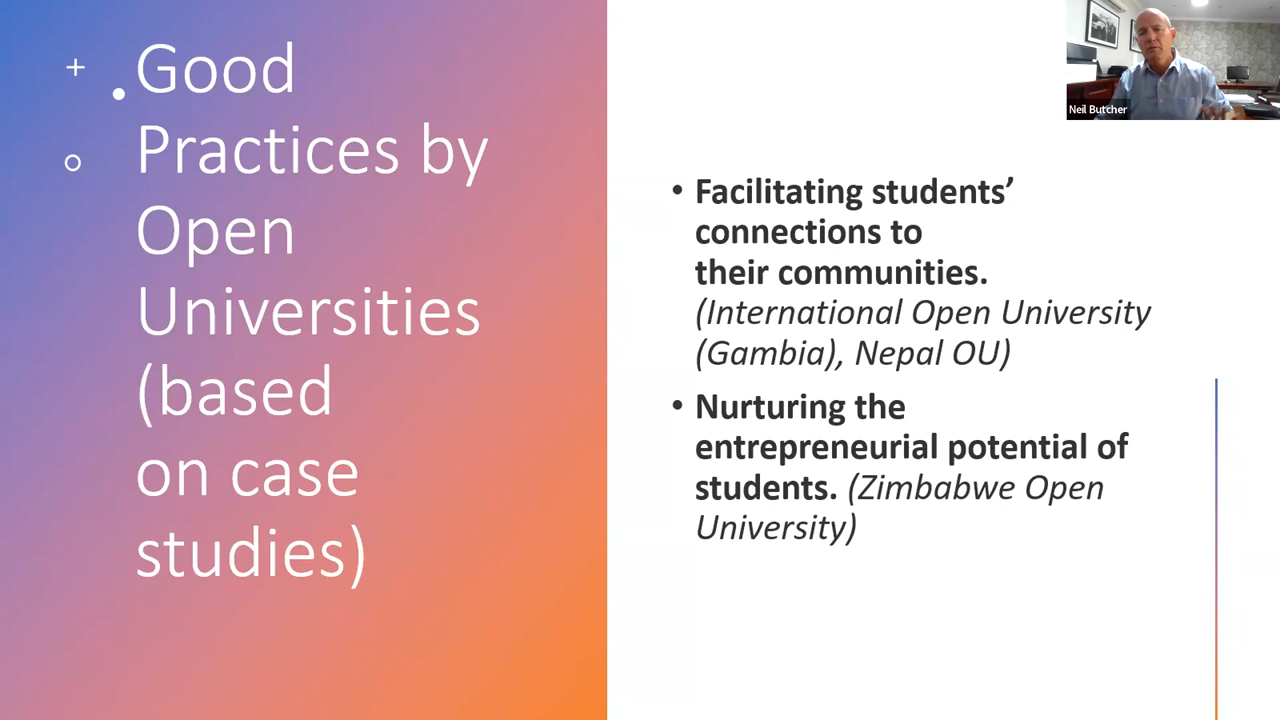 Good
Practices by
Open
Universities
(based
on case
studies)
Neil Butcher
• Facilitating students’
connections to
their communities.
(International Open University
(Gambia), Nepal OU)
• Nurturing the
entrepreneurial potential of
students. (Zimbabwe Open
University)